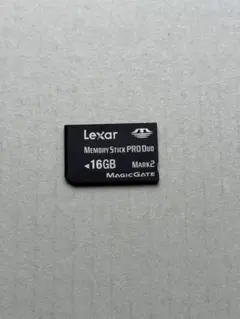 Lexar
MEMORY STICK PRO DUO
◄16GB MARK2
MAGICGATE